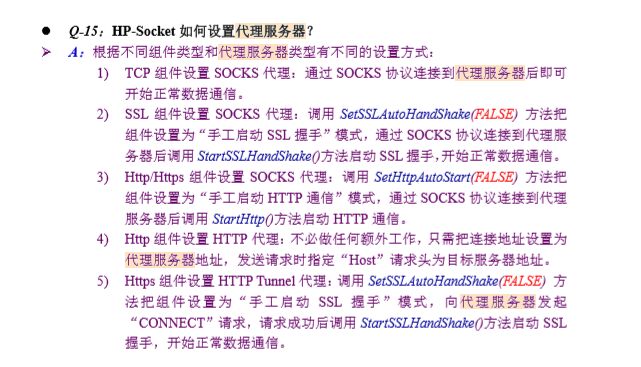 ● Q-15：HP-Socket 如何设置代理服务器？
➢ A：根据不同组件类型和代理服务器类型有不同的设置方式：
1) TCP 组件设置 SOCKS 代理：通过 SOCKS 协议连接到代理服务器后即可
开始正常数据通信。
2) SSL 组件设置 SOCKS 代理：调用 SetSSLAutoHandShake(FALSE) 方法把
组件设置为“手工启动 SSL 握手”模式，通过 SOCKS 协议连接到代理服
务器后调用 StartSSLHandShake()方法启动 SSL 握手,开始正常数据通信。
3) Http/Https 组件设置 SOCKS 代理：调用 SetHttpAutoStart(FALSE) 方法把
组件设置为“手工启动 HTTP 通信”模式，通过 SOCKS 协议连接到代理
服务器后调用 StartHttp()方法启动 HTTP 通信。
4) Http 组件设置 HTTP 代理：不必做任何额外工作，只需把连接地址设置为
代理服务器地址，发送请求时指定“Host”请求头为目标服务器地址。
5) Https 组件设置 HTTP Tunnel 代理：调用 SetSSLAutoHandShake(FALSE) 方
法把组件设置为“手工启动 SSL 握手”模式，向代理服务器发起
“CONNECT”请求，请求成功后调用 StartSSLHandShake()方法启动 SSL
握手，开始正常数据通信。